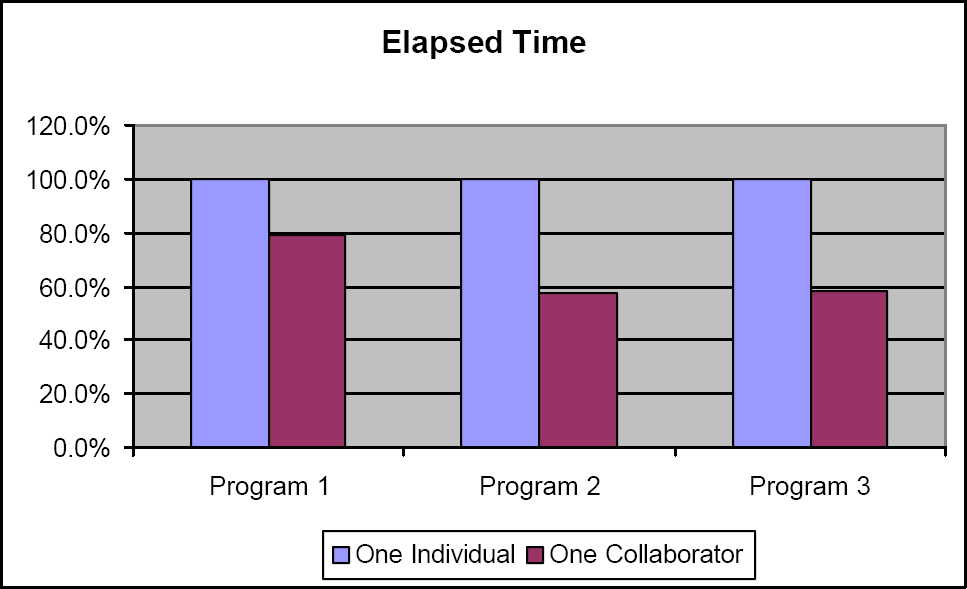 Elapsed Time
120.0%
100.0%
80.0%
60.0%
40.0%
20.0%
0.0%
Program 1 Program 2 Program 3
One Individual One Collaborator